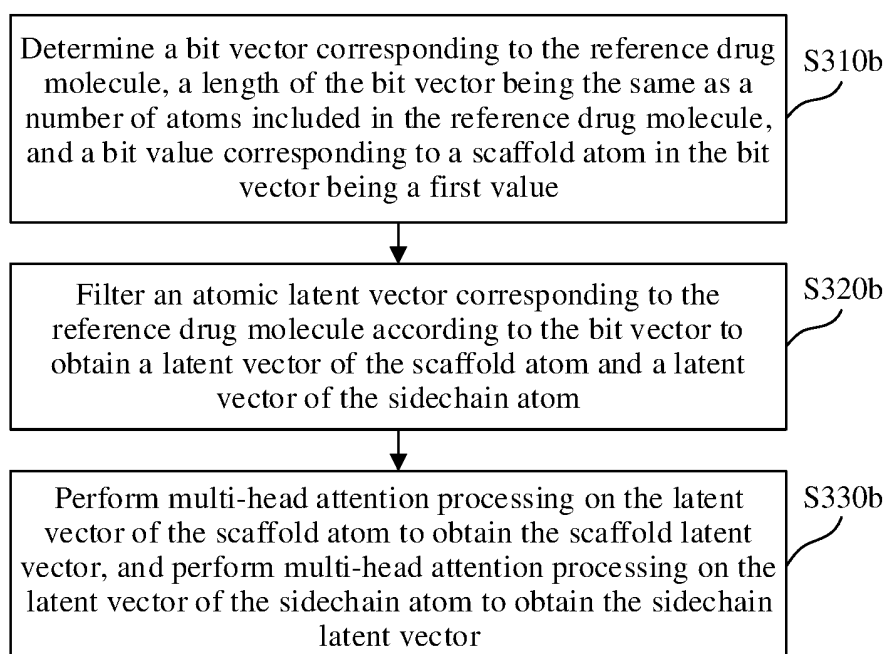 Determine a bit vector corresponding to the reference drug
molecule, a length of the bit vector being the same as a
number of atoms included in the reference drug molecule,
and a bit value corresponding to a scaffold atom in the bit
vector being a first value
S310b
Filter an atomic latent vector corresponding to the
reference drug molecule according to the bit vector to
obtain a latent vector of the scaffold atom and a latent
vector of the sidechain atom
S320b
Perform multi-head attention processing on the latent
vector of the scaffold atom to obtain the scaffold latent
vector, and perform multi-head attention processing on the
latent vector of the sidechain atom to obtain the sidechain
latent vector
S330b